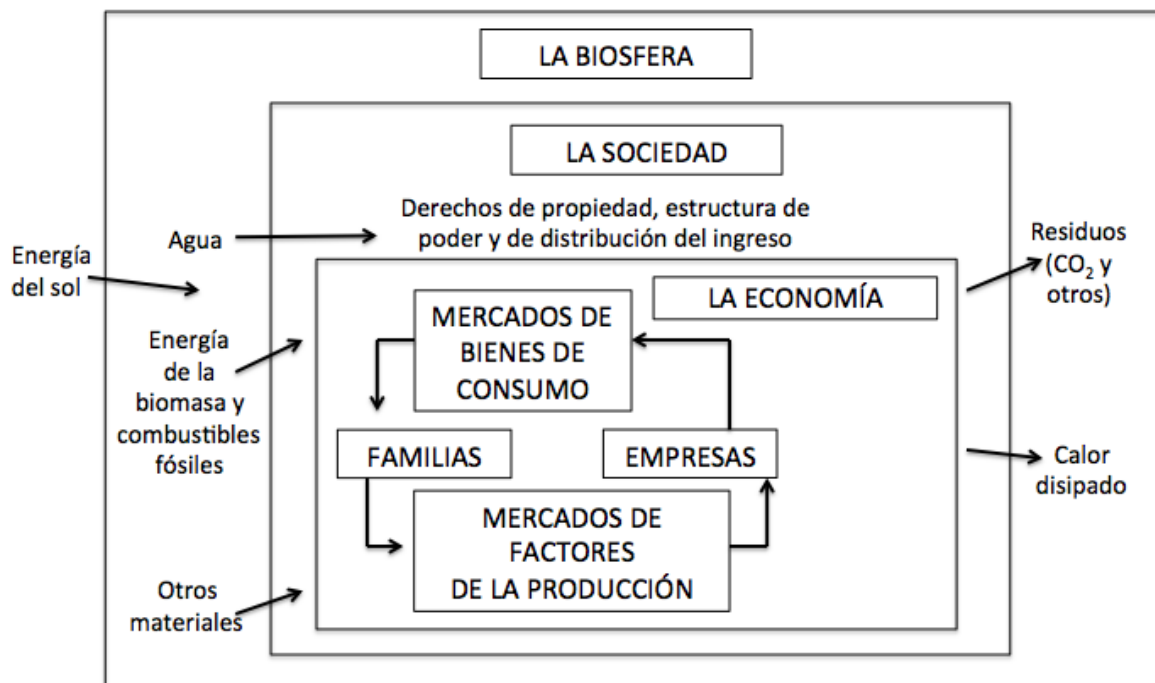 LA BIOSFERA
LA SOCIEDAD
Derechos de propiedad, estructura de
poder y de distribución del ingreso
Agua
Energía
del sol
Energía
de la
biomasa y
combustibles
fósiles
Otros
materiales
LA ECONOMÍA
MERCADOS DE
BIENES DE
CONSUMO
FAMILIAS
EMPRESAS
MERCADOS DE
FACTORES
DE LA PRODUCCIÓN
Residuos
(CO₂ y
otros)
Calor
disipado